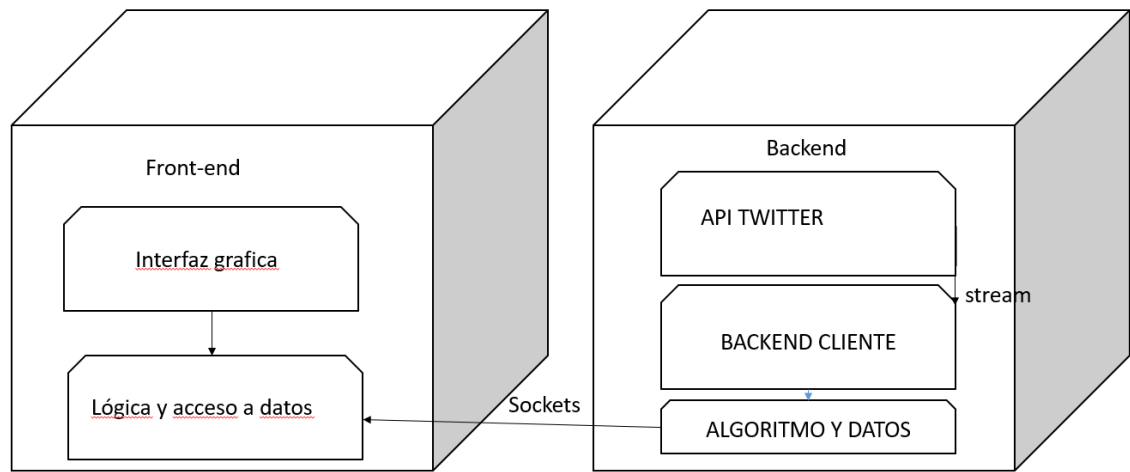 Front-end
Interfaz grafica
Lógica y acceso a datos
Sockets
Backend
API TWITTER
stream
BACKEND CLIENTE
ALGORITMO Y DATOS